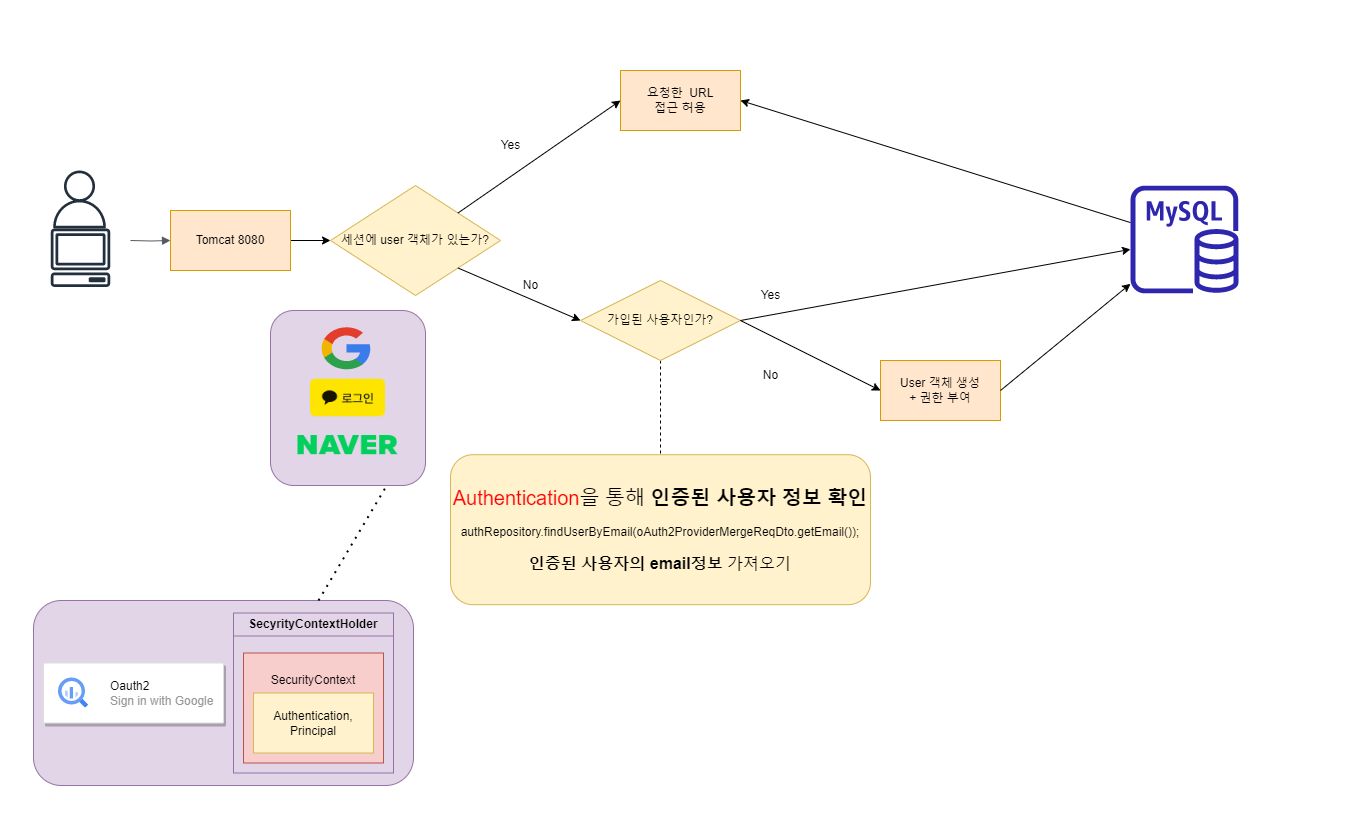 요청한 URL
접근 허용
Yes
MySQL
Tomcat 8080
세션에 user 객체가 있는가?
No
Yes
가입된 사용자인가?
No
User 객체 생성
+ 권한 부여
로그인
NAVER
Authentication을 통해 인증된 사용자 정보 확인
authRepository.findUserByEmail(oAuth2ProviderMergeReqDto.getEmail());
인증된 사용자의 email정보 가져오기
SecyrityContextHolder
SecurityContext
Oauth2
Sign in with Google
Authentication,
Principal